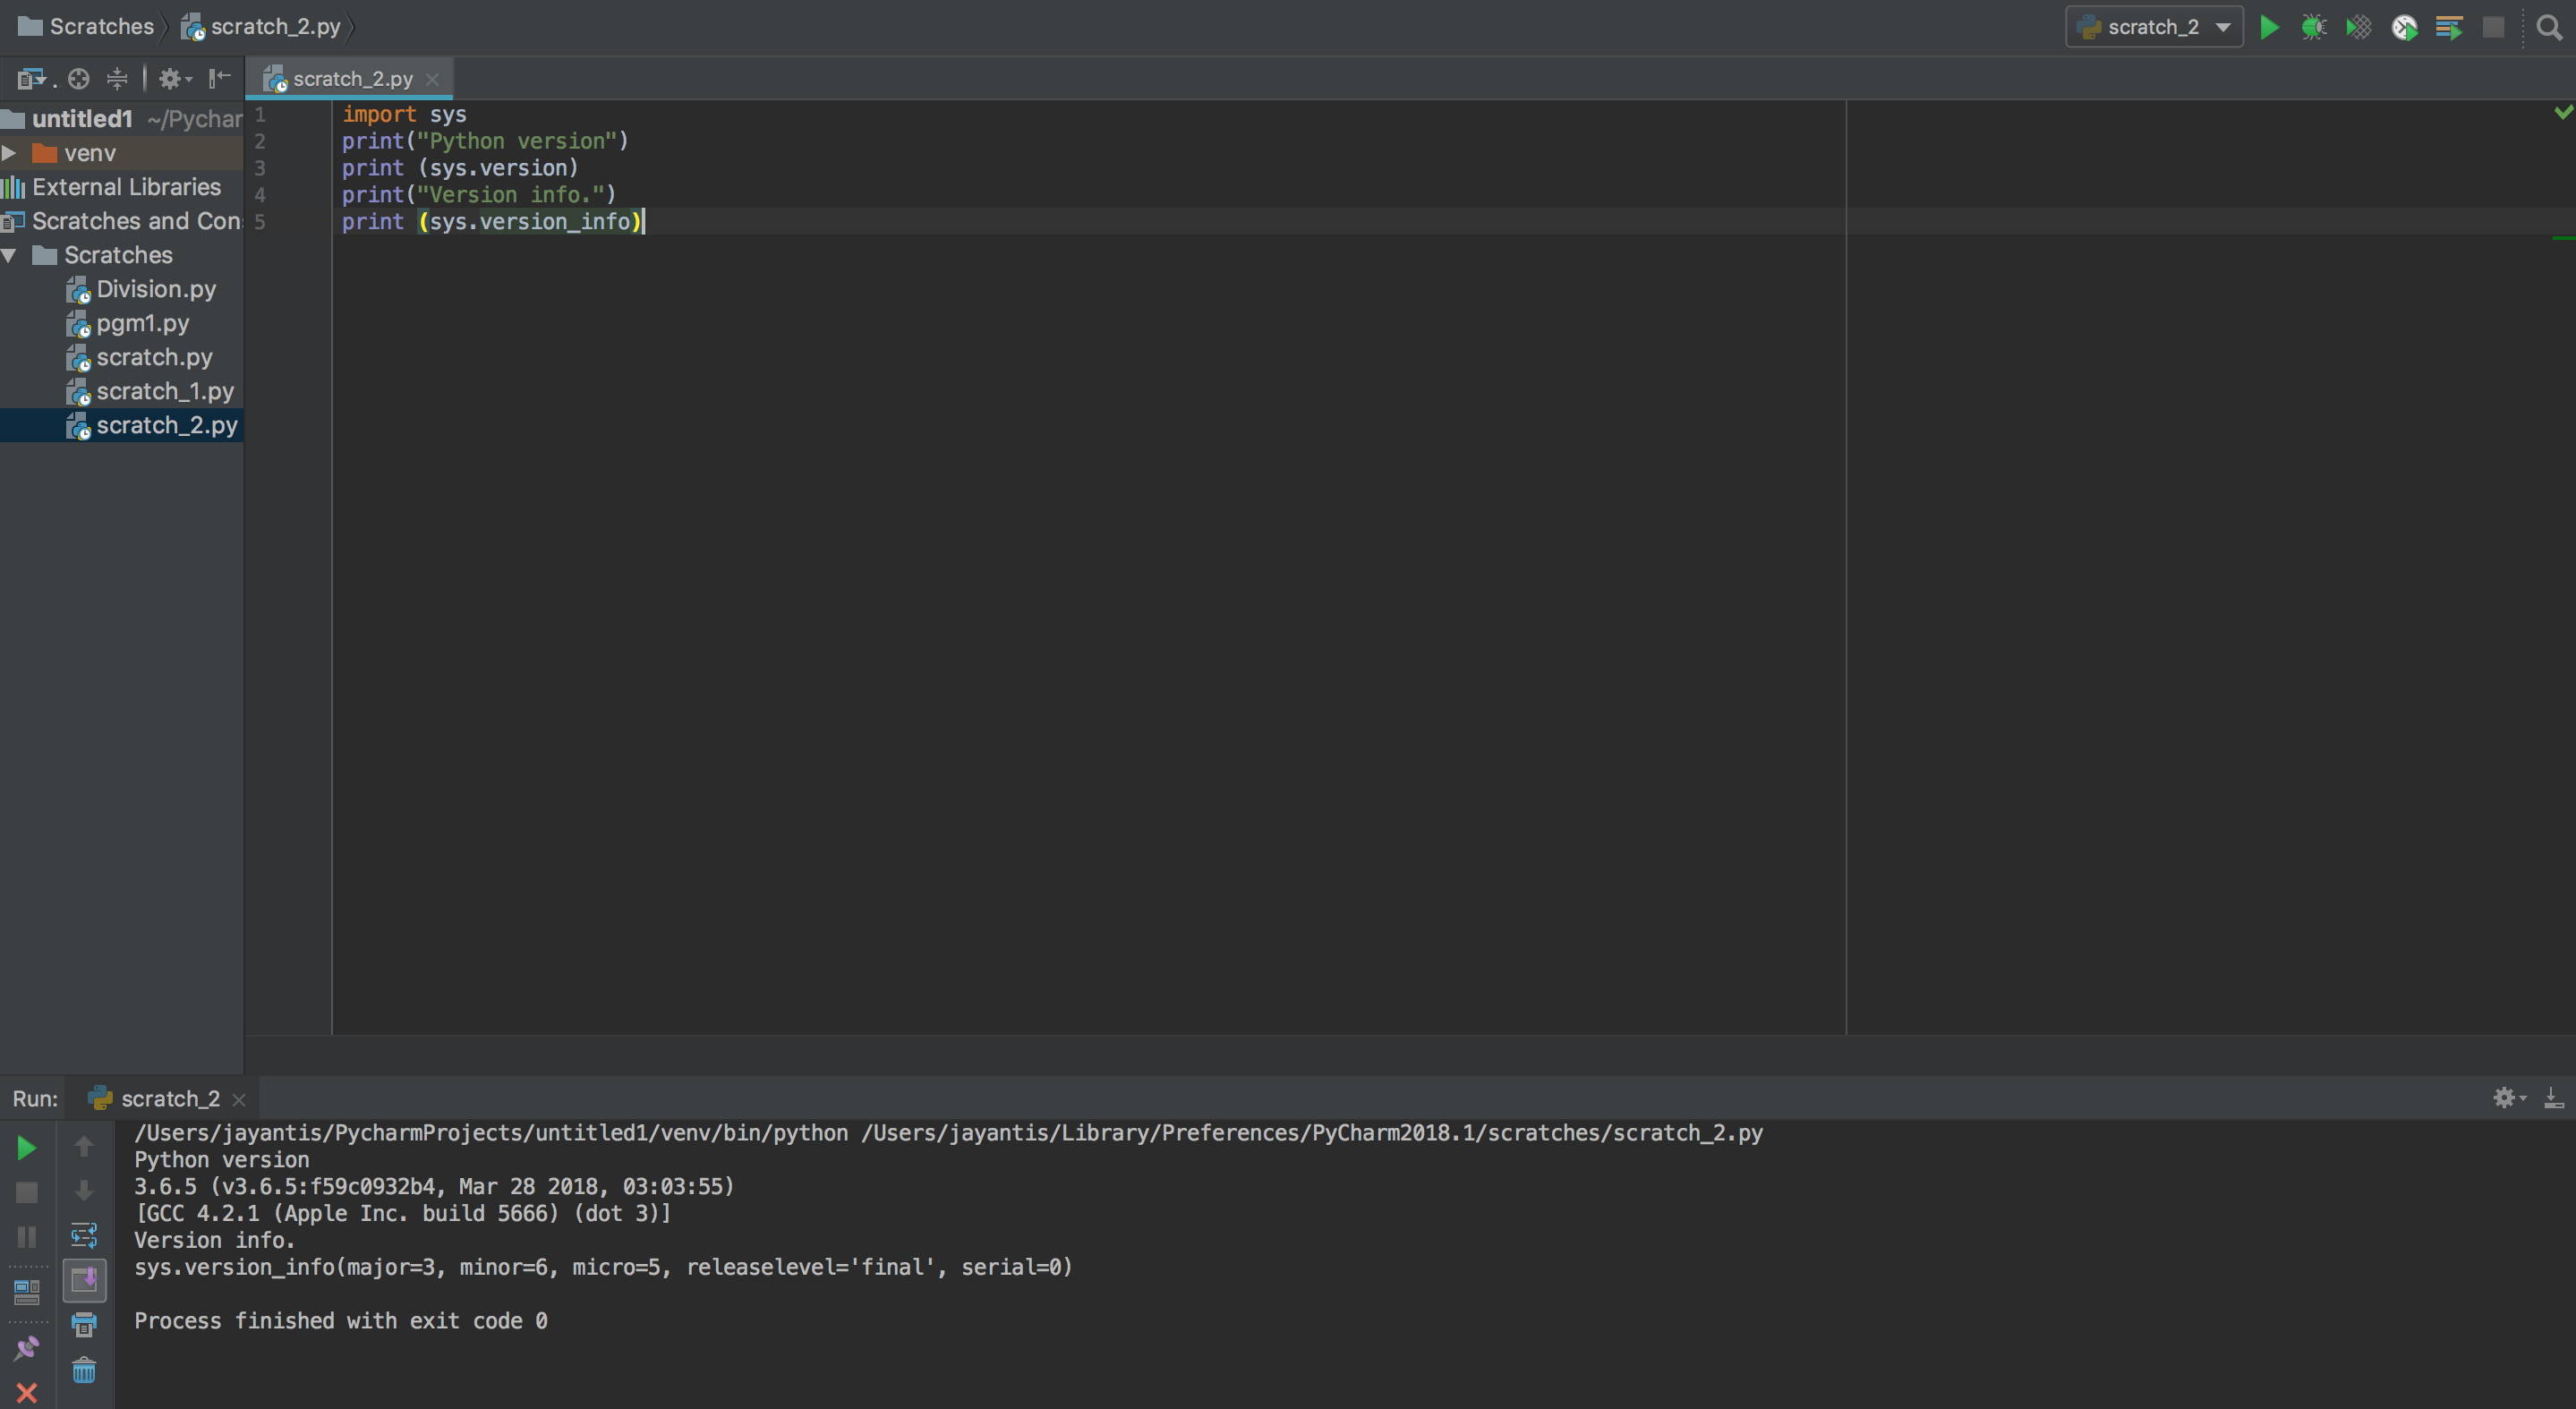 Scratches scratch_2.py
scratch_2
scratch_2.py
untitled1 ~/Pychar
venv
External Libraries
Scratches and Con
Scratches
Division.py
pgm1.py
scratch.py
scratch_1.py
scratch_2.py
1 import sys
2 print("Python version")
3 print (sys.version)
4 print("Version info.")
5 print (sys.version_info)
Run: scratch_2
/Users/jayantis/PycharmProjects/untitled1/venv/bin/python /Users/jayantis/Library/Preferences/PyCharm2018.1/scratches/scratch_2.py
Python version
3.6.5 (v3.6.5:f59c0932b4, Mar 28 2018, 03:03:55)
[GCC 4.2.1 (Apple Inc. build 5666) (dot 3)]
Version info.
sys.version_info(major=3, minor=6, micro=5, releaselevel='final', serial=0)
Process finished with exit code 0